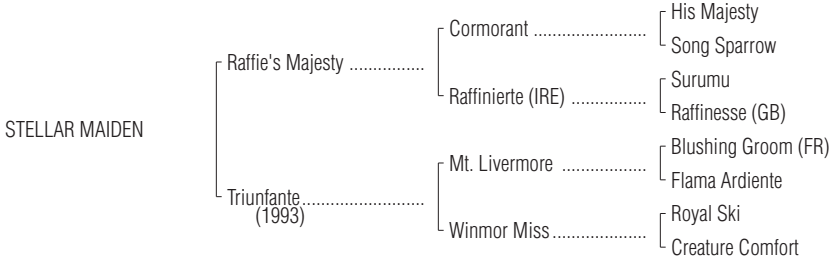 His Majesty
Cormorant ........................
Song Sparrow
Raffie's Majesty ................
Surumu
Raffinierte (IRE) ................
Raffinesse (GB)
STELLAR MAIDEN
Blushing Groom (FR)
Mt. Livermore ..................
Flama Ardiente
Triunfante..........................
(1993)
Royal Ski
Winmor Miss....................
Creature Comfort